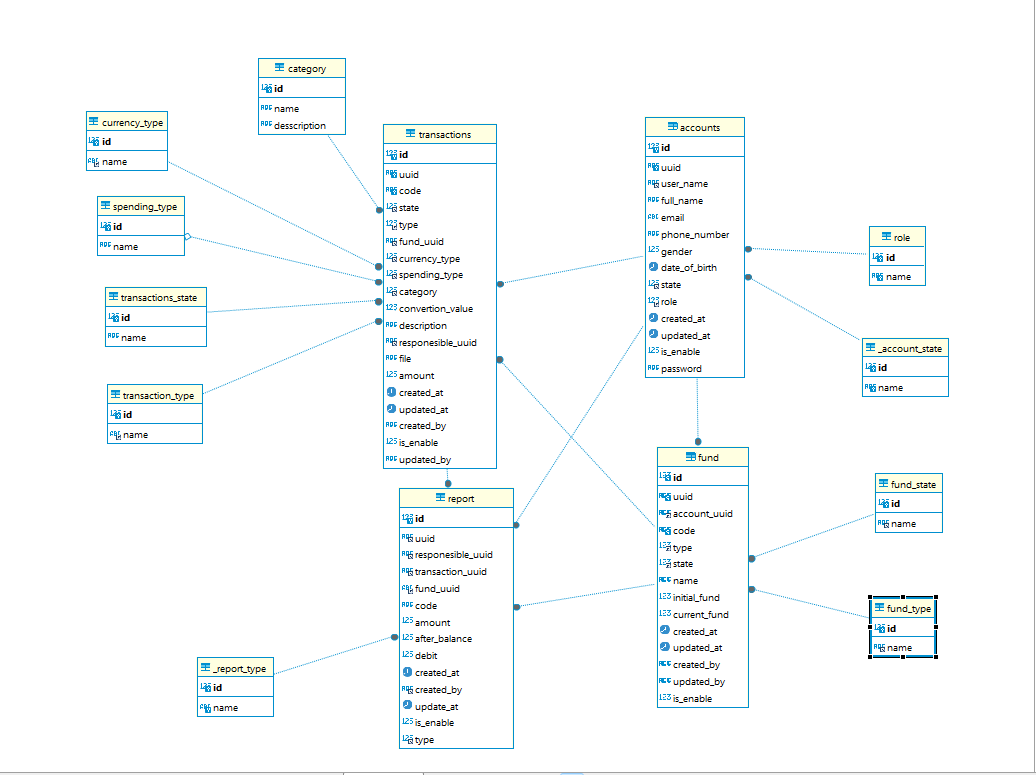 category
id
name
desscription
currency_type
id
name
spending_type
id
name
transactions_state
id
name
transaction_type
id
name
transactions
id
uuid
code
state
type
fund_uuid
currency_type
spending_type
category
convertion_value
description
responesible_uuid
file
amount
created_at
updated_at
created_by
is_enable
updated_by
accounts
id
uuid
user_name
full_name
email
phone_number
gender
date_of_birth
state
role
created_at
updated_at
is_enable
password
role
id
name
_account_state
id
name
fund
id
uuid
account_uuid
code
type
state
name
initial_fund
current_fund
created_at
updated_at
created_by
updated_by
is_enable
fund_state
id
name
fund_type
id
name
report
id
uuid
responesible_uuid
transaction_uuid
fund_uuid
code
amount
after_balance
debit
created_at
created_by
update_at
is_enable
type
_report_type
id
name